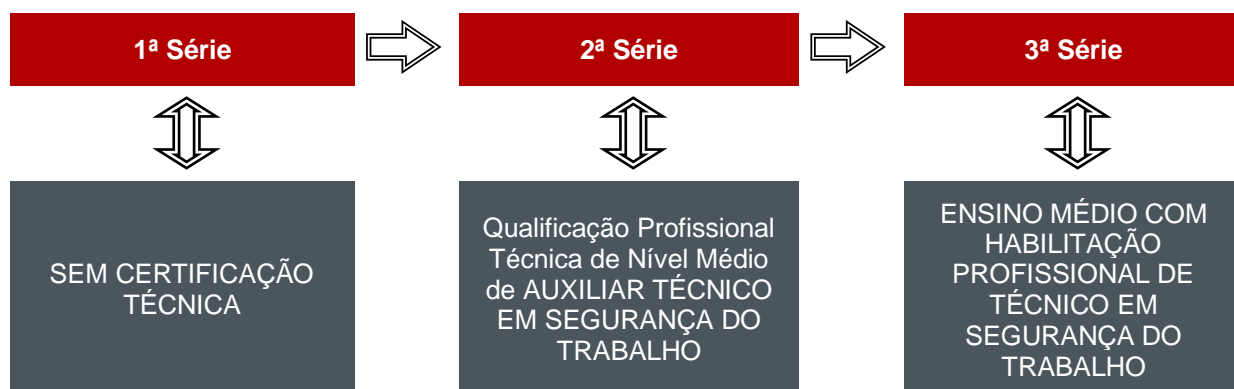 1ª Série
2ª Série
3ª Série
SEM CERTIFICAÇÃO
TÉCNICA
Qualificação Profissional
Técnica de Nível Médio
de AUXILIAR TÉCNICO
EM SEGURANÇA DO
TRABALHO
ENSINO MÉDIO COM
HABILITAÇÃO
PROFISSIONAL DE
TÉCNICO EM
SEGURANÇA DO
TRABALHO